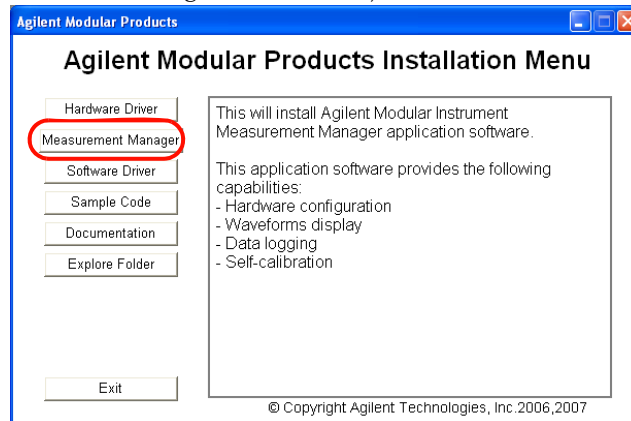 Agilent Modular Products
Agilent Modular Products Installation Menu
Hardware Driver
Measurement Manager
Software Driver
Sample Code
Documentation
Explore Folder
Exit
This will install Agilent Modular Instrument
Measurement Manager application software.
This application software provides the following
capabilities:
- Hardware configuration
- Waveforms display
- Data logging
- Self-calibration
© Copyright Agilent Technologies, Inc.2006,2007